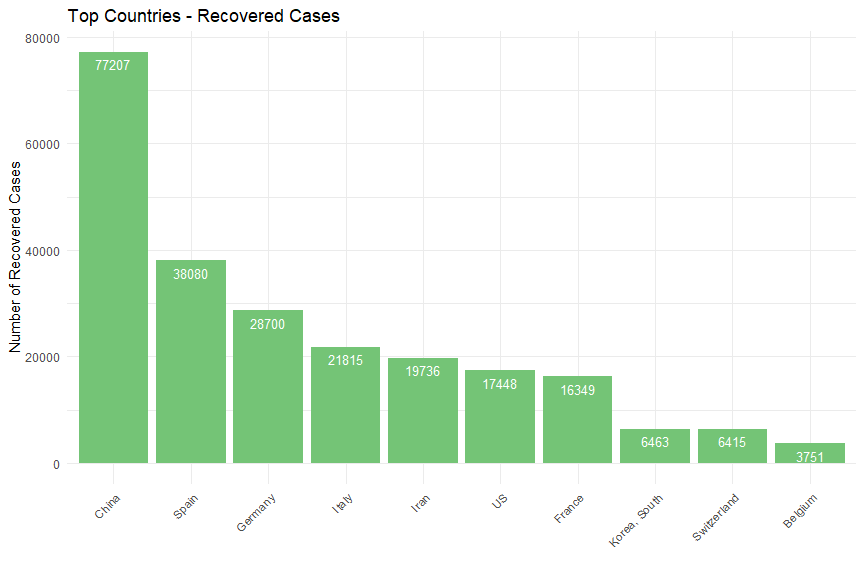 Top Countries - Recovered Cases
Number of Recovered Cases
80000
60000
40000
20000
0
77207
38080
28700
21815
19736
17448
16349
6463
6415
3751
China
Spain
Germany
Italy
Iran
US
France
Korea, South
Switzerland
Belgium